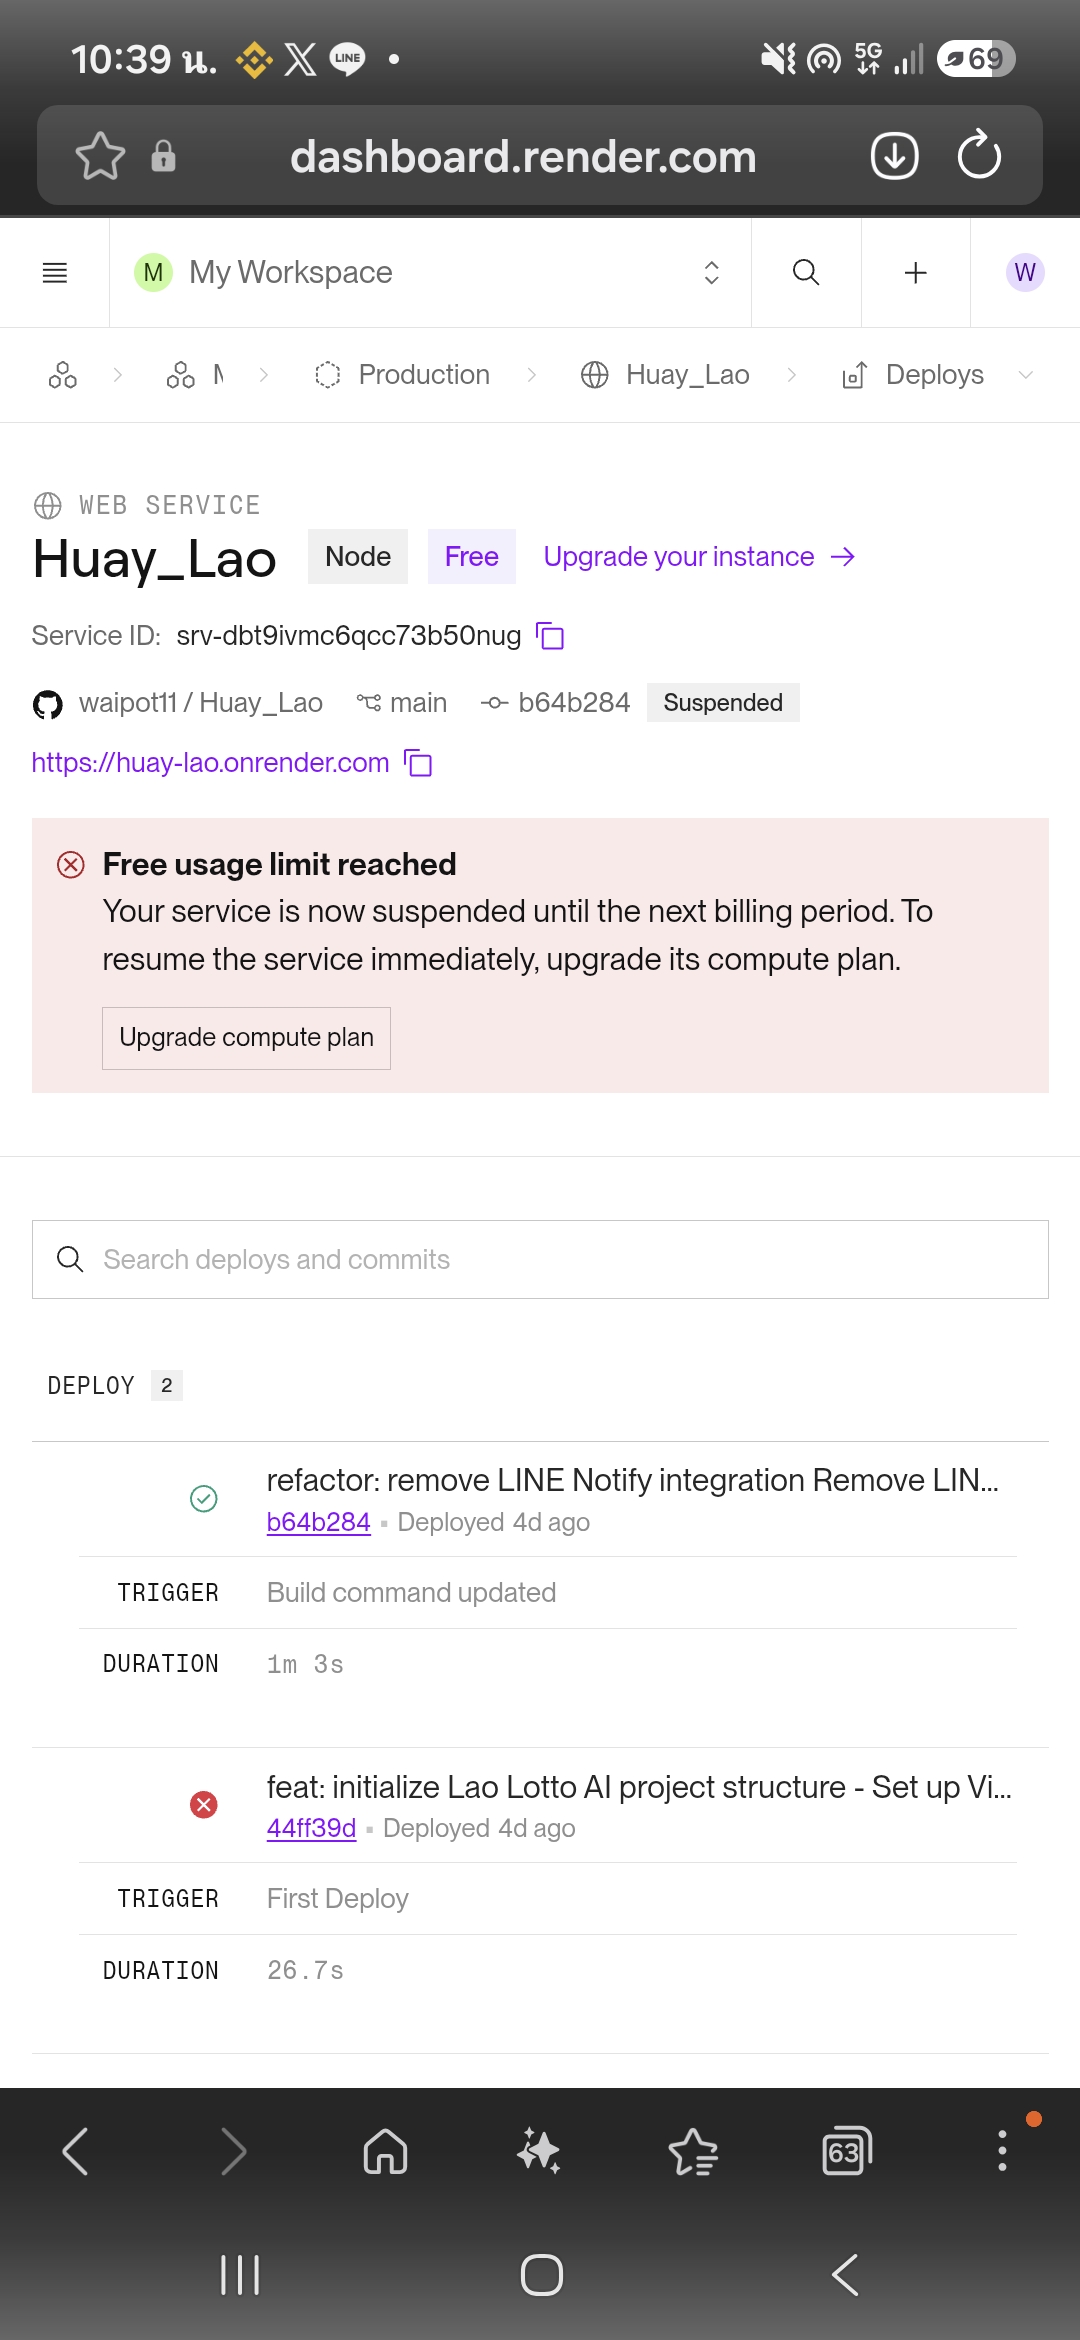 10:39 น.
LINE
5G
69
dashboard.render.com
M My Workspace
W
Production
Huay_Lao
Deploys
WEB SERVICE
Huay_Lao Node Free Upgrade your instance →
Service ID: srv-dbt9ivmc6qcc73b50nug
waipot11 / Huay_Lao main b64b284 Suspended
https://huay-lao.onrender.com
Free usage limit reached
Your service is now suspended until the next billing period. To
resume the service immediately, upgrade its compute plan.
Upgrade compute plan
Search deploys and commits
DEPLOY 2
refactor: remove LINE Notify integration Remove LIN...
b64b284 ▪ Deployed 4d ago
TRIGGER Build command updated
DURATION 1m 3s
feat: initialize Lao Lotto AI project structure - Set up Vi...
44ff39d ▪ Deployed 4d ago
TRIGGER First Deploy
DURATION 26.7s
63